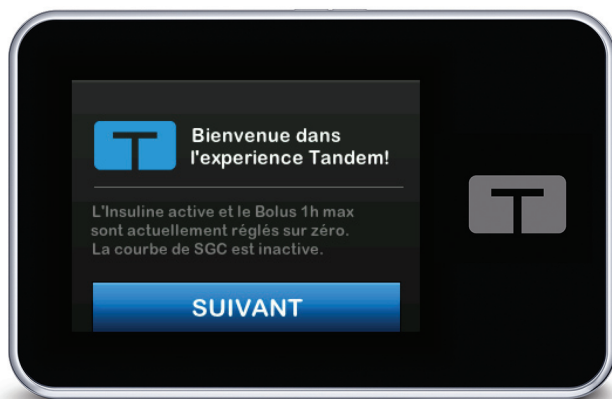 T
Bienvenue dans
l'experience Tandem!
L'Insuline active et le Bolus 1h max
sont actuellement réglés sur zéro.
La courbe de SGC est inactive.
SUIVANT
T